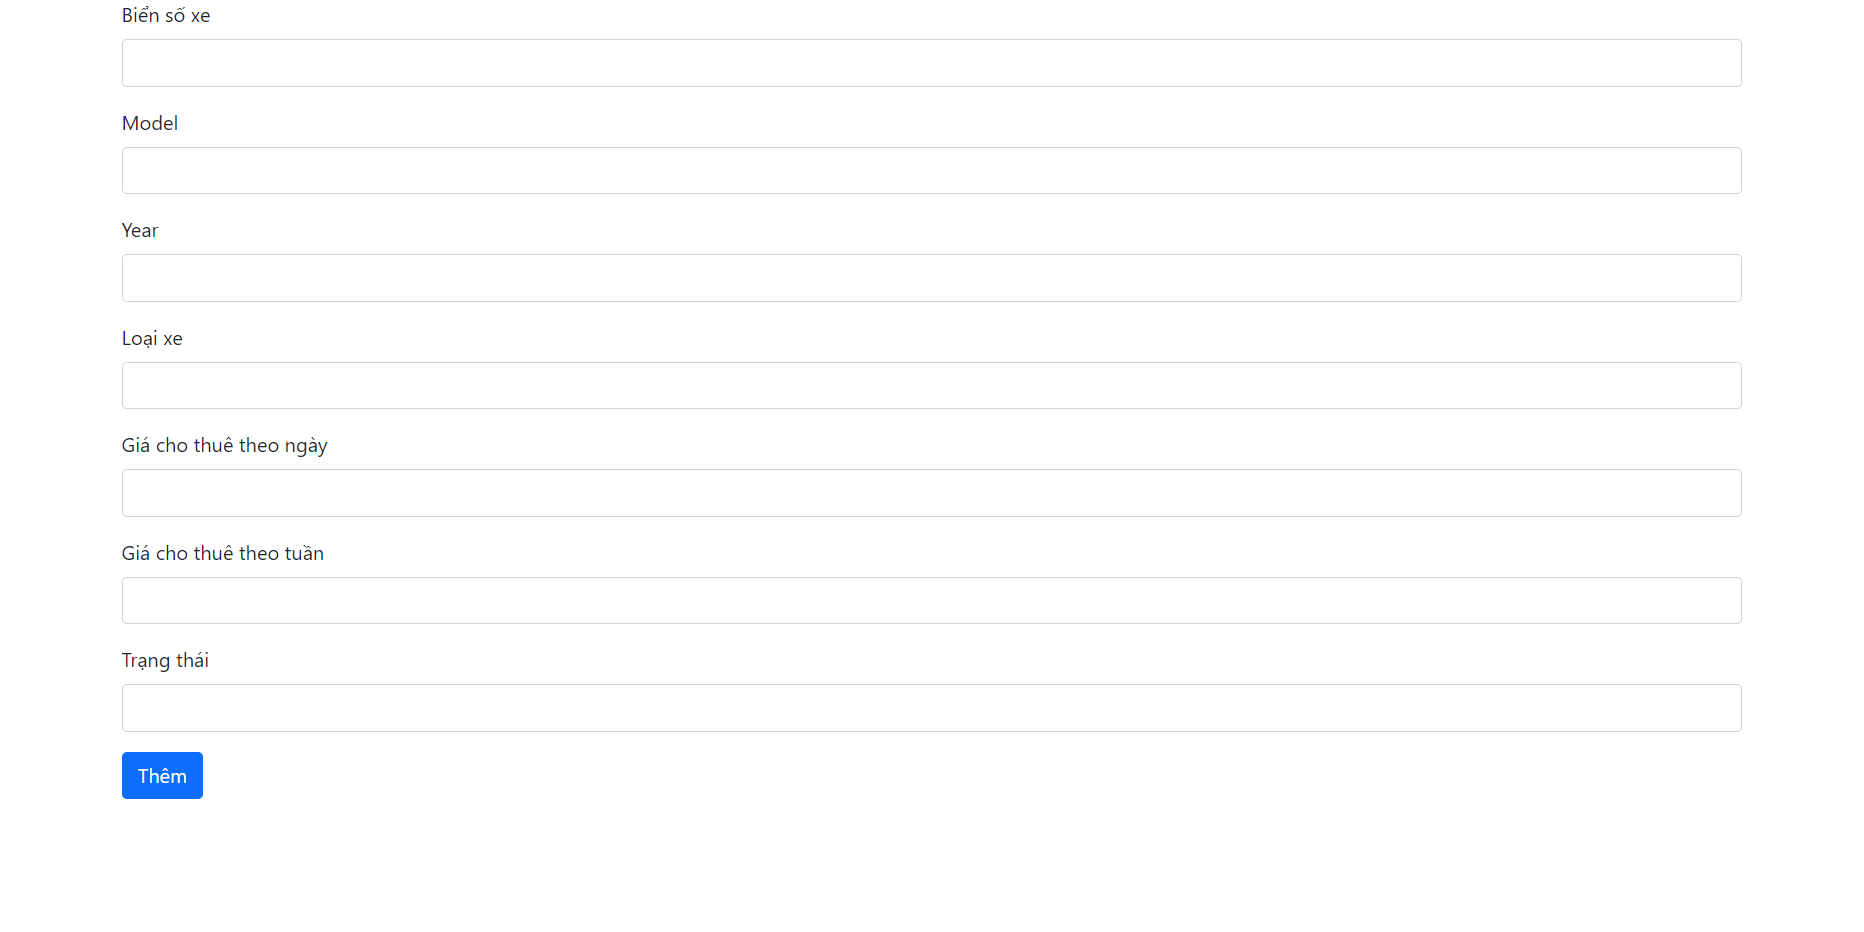 Biển số xe
Model
Year
Loại xe
Giá cho thuê theo ngày
Giá cho thuê theo tuần
Trạng thái
Thêm